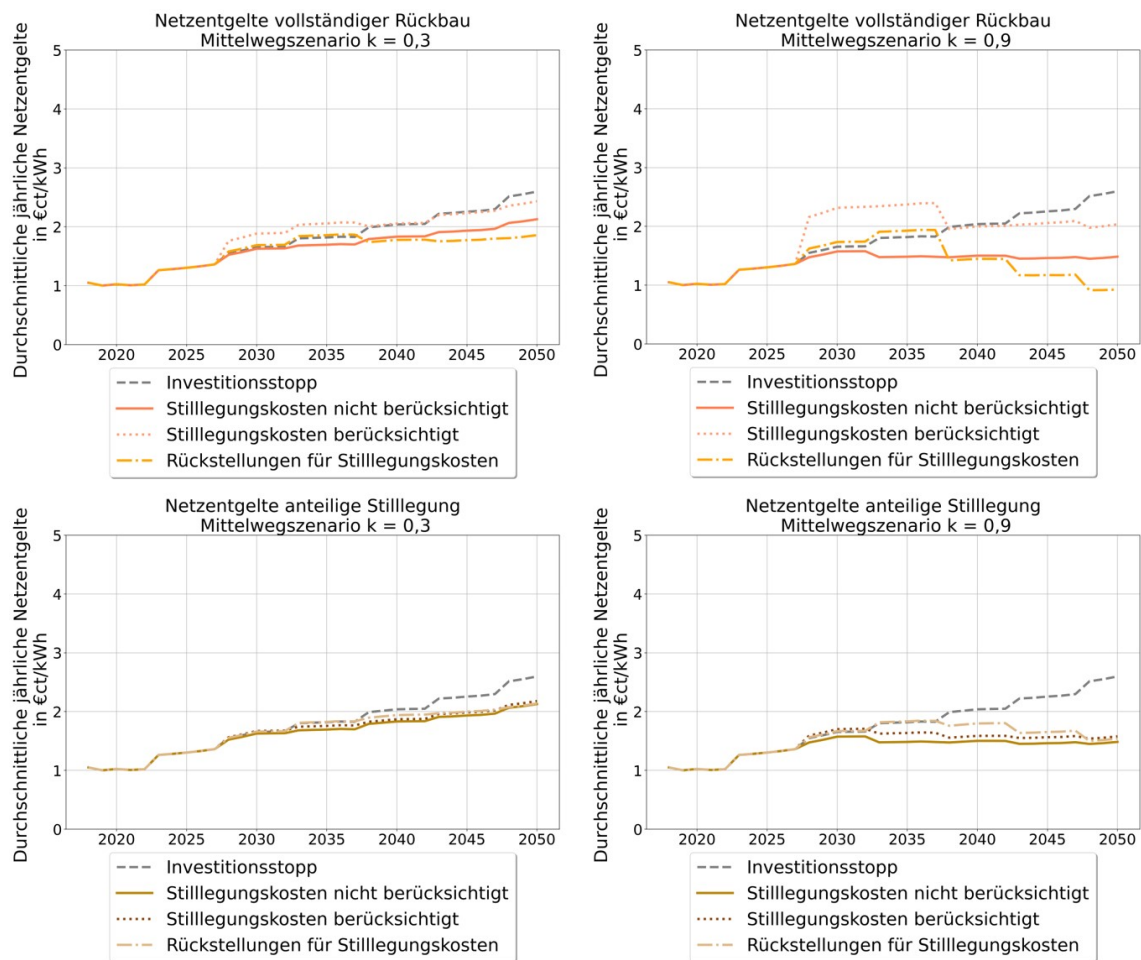 Netzentgelte vollständiger Rückbau
Mittelwegszenario k = 0,3
Durchschnittliche jährliche Netzentgelte
in €ct/kWh
5
4
3
2
1
0
2020 2025 2030 2035 2040 2045 2050
Investitionsstopp
Stilllegungskosten nicht berücksichtigt
Stilllegungskosten berücksichtigt
Rückstellungen für Stilllegungskosten
Netzentgelte vollständiger Rückbau
Mittelwegszenario k = 0,9
Durchschnittliche jährliche Netzentgelte
in €ct/kWh
5
4
3
2
1
0
2020 2025 2030 2035 2040 2045 2050
Investitionsstopp
Stilllegungskosten nicht berücksichtigt
Stilllegungskosten berücksichtigt
Rückstellungen für Stilllegungskosten
Netzentgelte anteilige Stilllegung
Mittelwegszenario k = 0,3
Durchschnittliche jährliche Netzentgelte
in €ct/kWh
5
4
3
2
1
0
2020 2025 2030 2035 2040 2045 2050
Investitionsstopp
Stilllegungskosten nicht berücksichtigt
Stilllegungskosten berücksichtigt
Rückstellungen für Stilllegungskosten
Netzentgelte anteilige Stilllegung
Mittelwegszenario k = 0,9
Durchschnittliche jährliche Netzentgelte
in €ct/kWh
5
4
3
2
1
0
2020 2025 2030 2035 2040 2045 2050
Investitionsstopp
Stilllegungskosten nicht berücksichtigt
Stilllegungskosten berücksichtigt
Rückstellungen für Stilllegungskosten